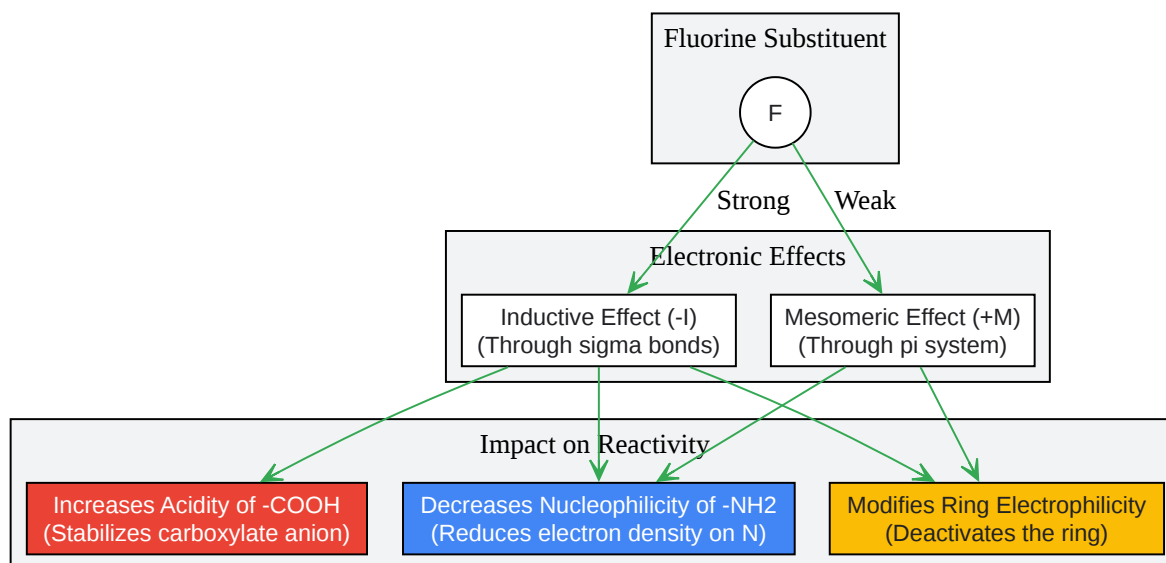 Fluorine Substituent
F
Strong
Weak
Electronic Effects
Inductive Effect (-I)
(Through sigma bonds)
Mesomeric Effect (+M)
(Through pi system)
Impact on Reactivity
Increases Acidity of -COOH
(Stabilizes carboxylate anion)
Decreases Nucleophilicity of -NH2
(Reduces electron density on N)
Modifies Ring Electrophilicity
(Deactivates the ring)